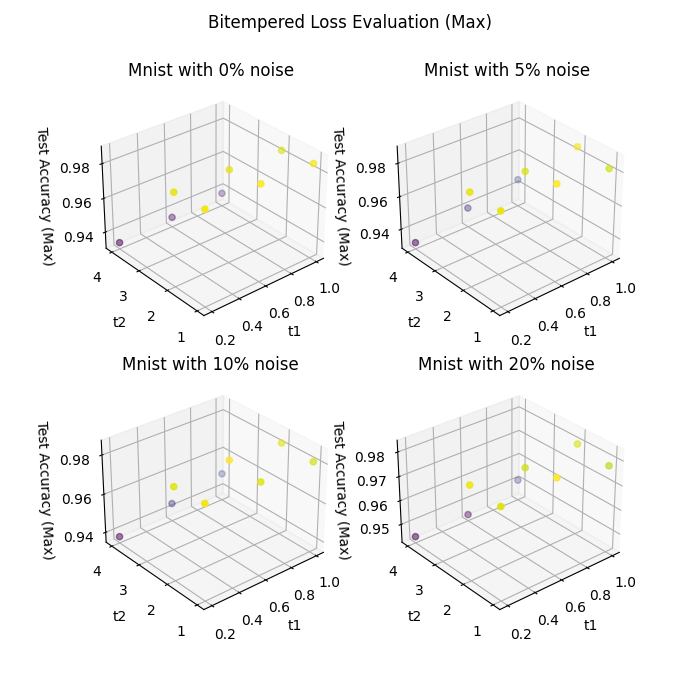 Bitempered Loss Evaluation (Max)
Mnist with 0% noise
Test Accuracy (Max)
0.98
0.96
0.94
4
3
2
1
t2
0.2
0.4
0.6
0.8
1.0
t1
Mnist with 5% noise
Test Accuracy (Max)
0.98
0.96
0.94
4
3
2
1
t2
0.2
0.4
0.6
0.8
1.0
t1
Mnist with 10% noise
Test Accuracy (Max)
0.98
0.96
0.94
4
3
2
1
t2
0.2
0.4
0.6
0.8
1.0
t1
Mnist with 20% noise
Test Accuracy (Max)
0.98
0.97
0.96
0.95
4
3
2
1
t2
0.2
0.4
0.6
0.8
1.0
t1